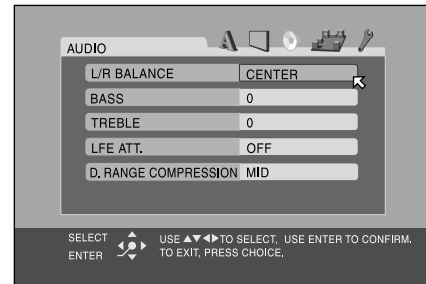 AUDIO
L/R BALANCE CENTER
BASS 0
TREBLE 0
LFE ATT. OFF
D. RANGE COMPRESSION MID
SELECT
ENTER
USE ▲▼◀▶TO SELECT, USE ENTER TO CONFIRM.
TO EXIT, PRESS CHOICE.